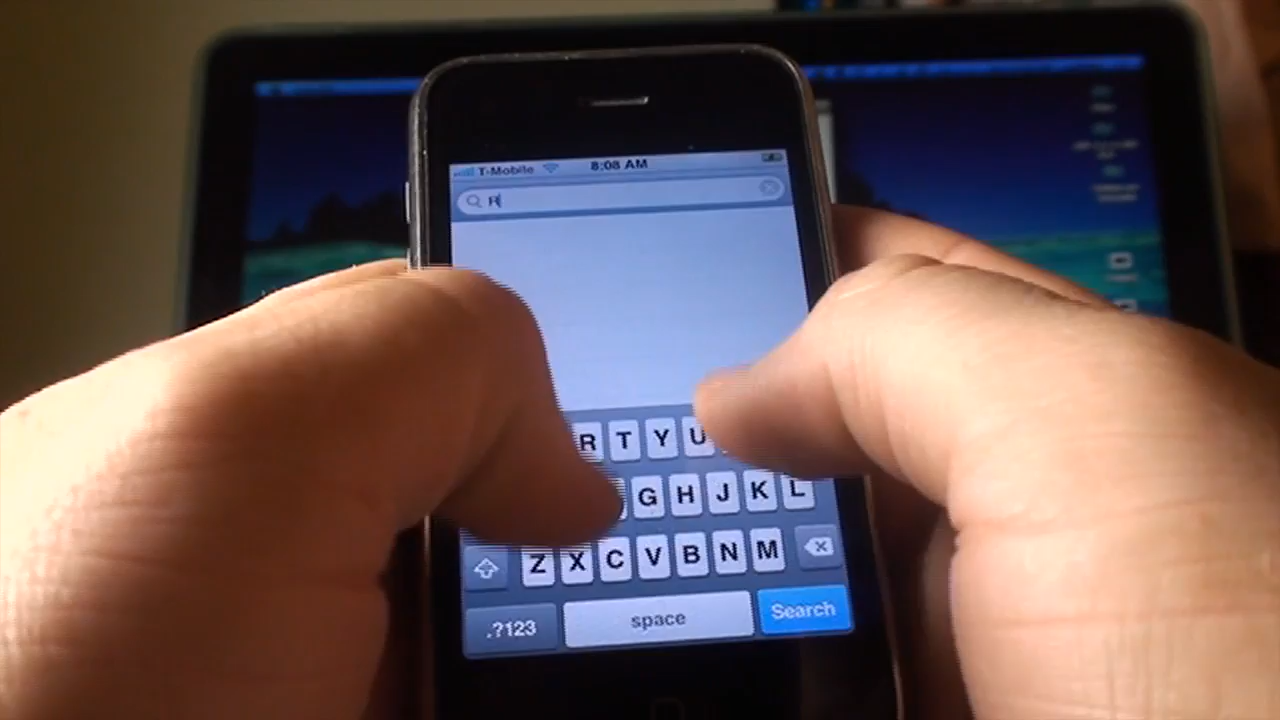 T-Mobile 8:08 AM
R
R T Y U
G H J K L
Z X C V B N M
.?123 space Search